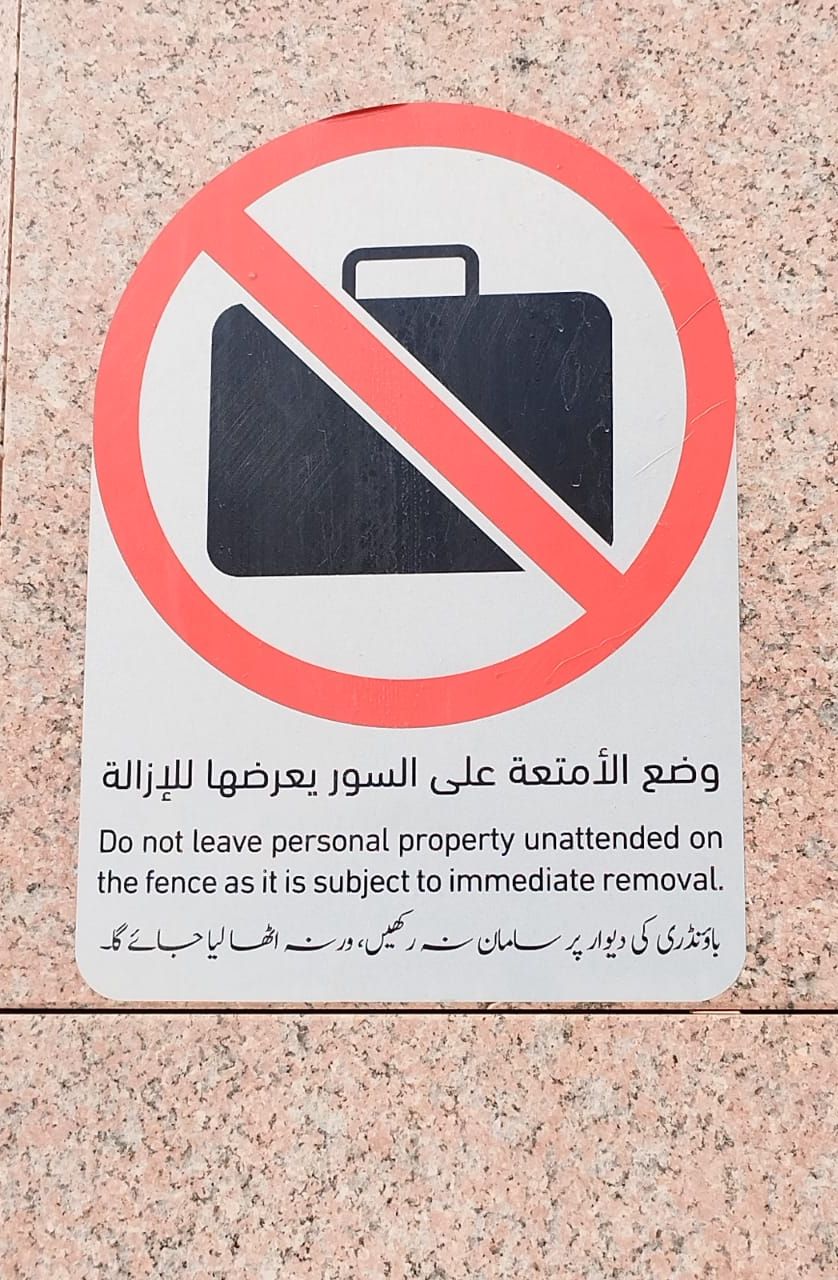 وضع الأمتعة على السور يعرضها للإزالة
Do not leave personal property unattended on
the fence as it is subject to immediate removal.
باؤنڈری کی دیوار پر سامان نہ رکھیں، ورنہ اٹھا لیا جائے گا۔